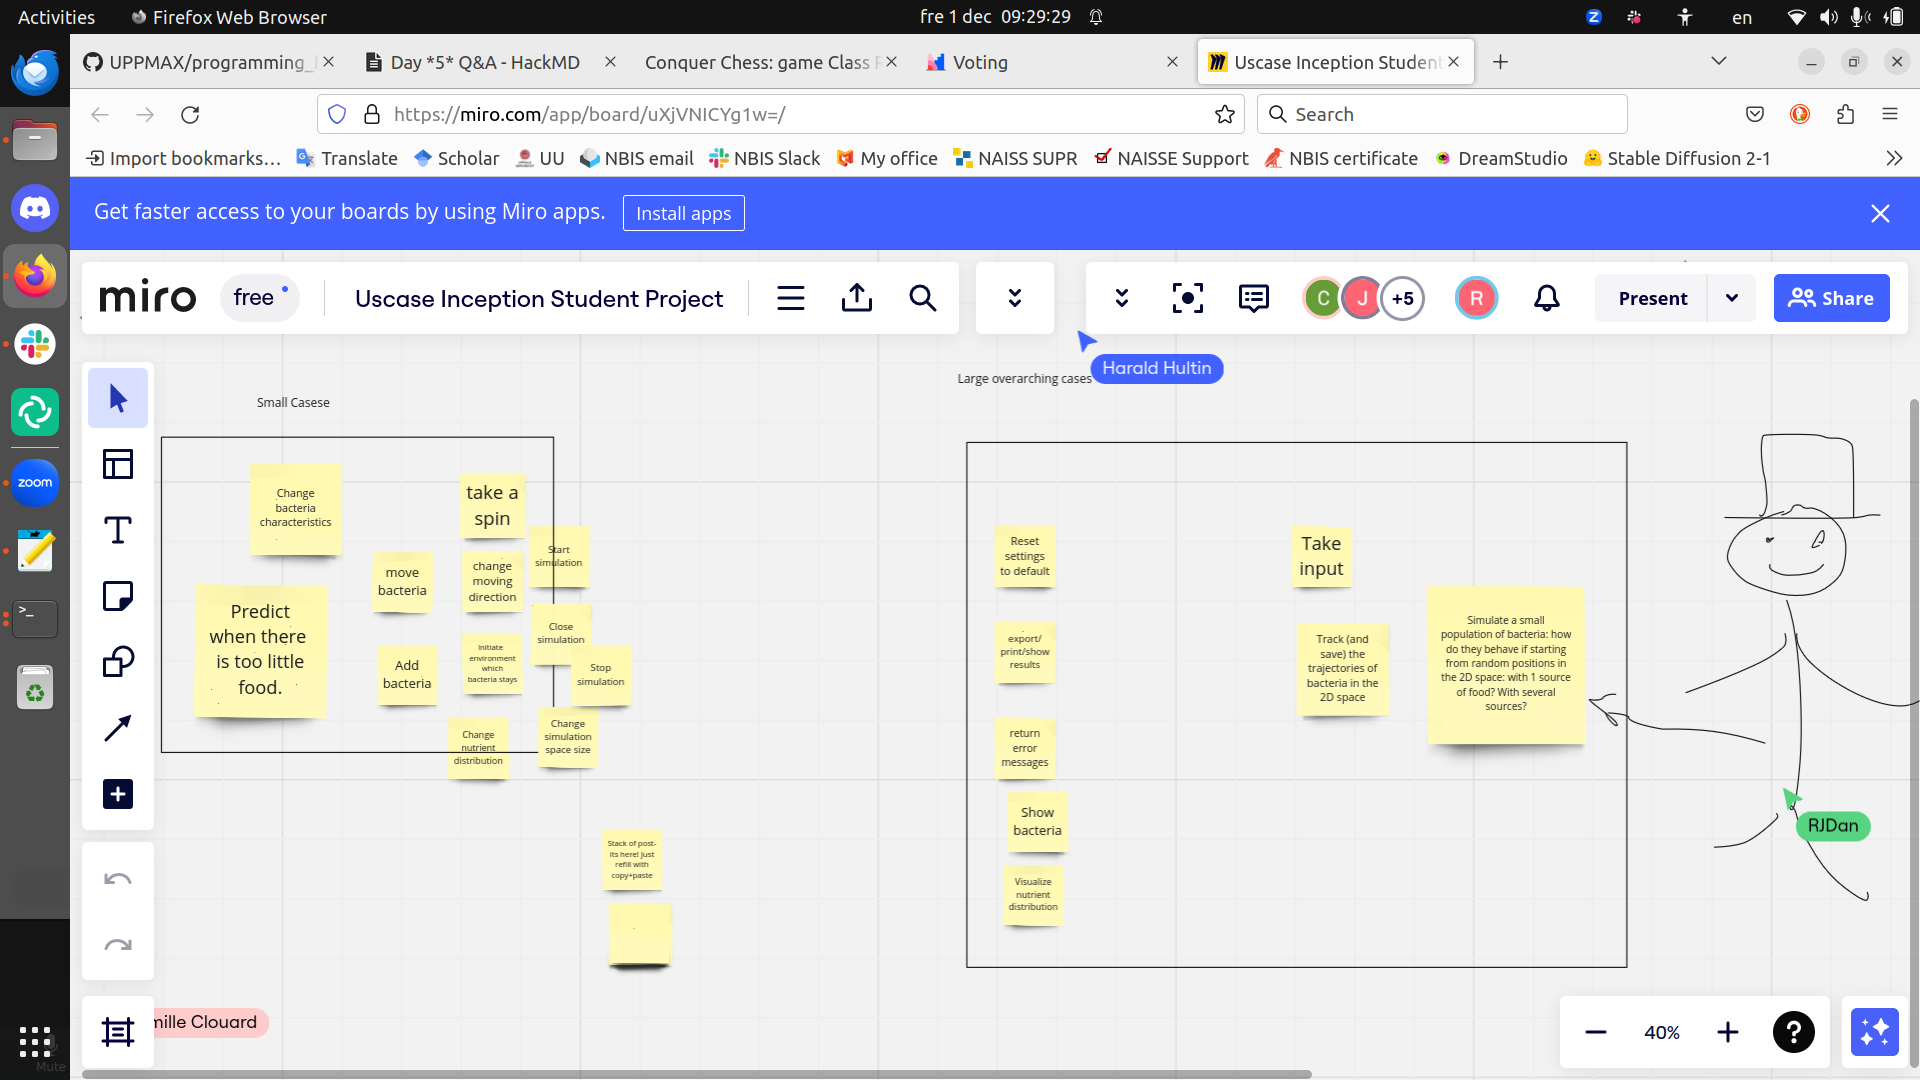 Activities
Firefox Web Browser
fre 1 dec 09:29:29
en
UPPMAX/programming_f
Day *5* Q&A - HackMD
Conquer Chess: game Class
Voting
Uscase Inception Student
https://miro.com/app/board/uXjVNICYg1w=/
Search
Import bookmarks...
Translate
Scholar
UU
NBIS email
NBIS Slack
My office
NAISS SUPR
NAISSE Support
NBIS certificate
DreamStudio
Stable Diffusion 2-1
Get faster access to your boards by using Miro apps.
Install apps
miro
free
Uscase Inception Student Project
C
J
+5
R
Present
Share
Harald Hultin
Large overarching cases
Small Casese
Change
bacteria
characteristics
take a
spin
Start
simulation
move
bacteria
change
moving
direction
Predict
when there
is too little
food.
Close
simulation
Add
bacteria
Initiate
environment
which
bacteria stays
Stop
simulation
Change
nutrient
distribution
Change
simulation
space size
Stack of post-
its here! Just
refill with
copy+paste
Reset
settings
to default
Take
input
export/
print/show
results
Track (and
save) the
trajectories of
bacteria in the
2D space
Simulate a small
population of bacteria: how
do they behave if starting
from random positions in
the 2D space: with 1 source
of food? With several
sources?
return
error
messages
Show
bacteria
Visualize
nutrient
distribution
RJDan
mille Clouard
40%
zoom
Mute